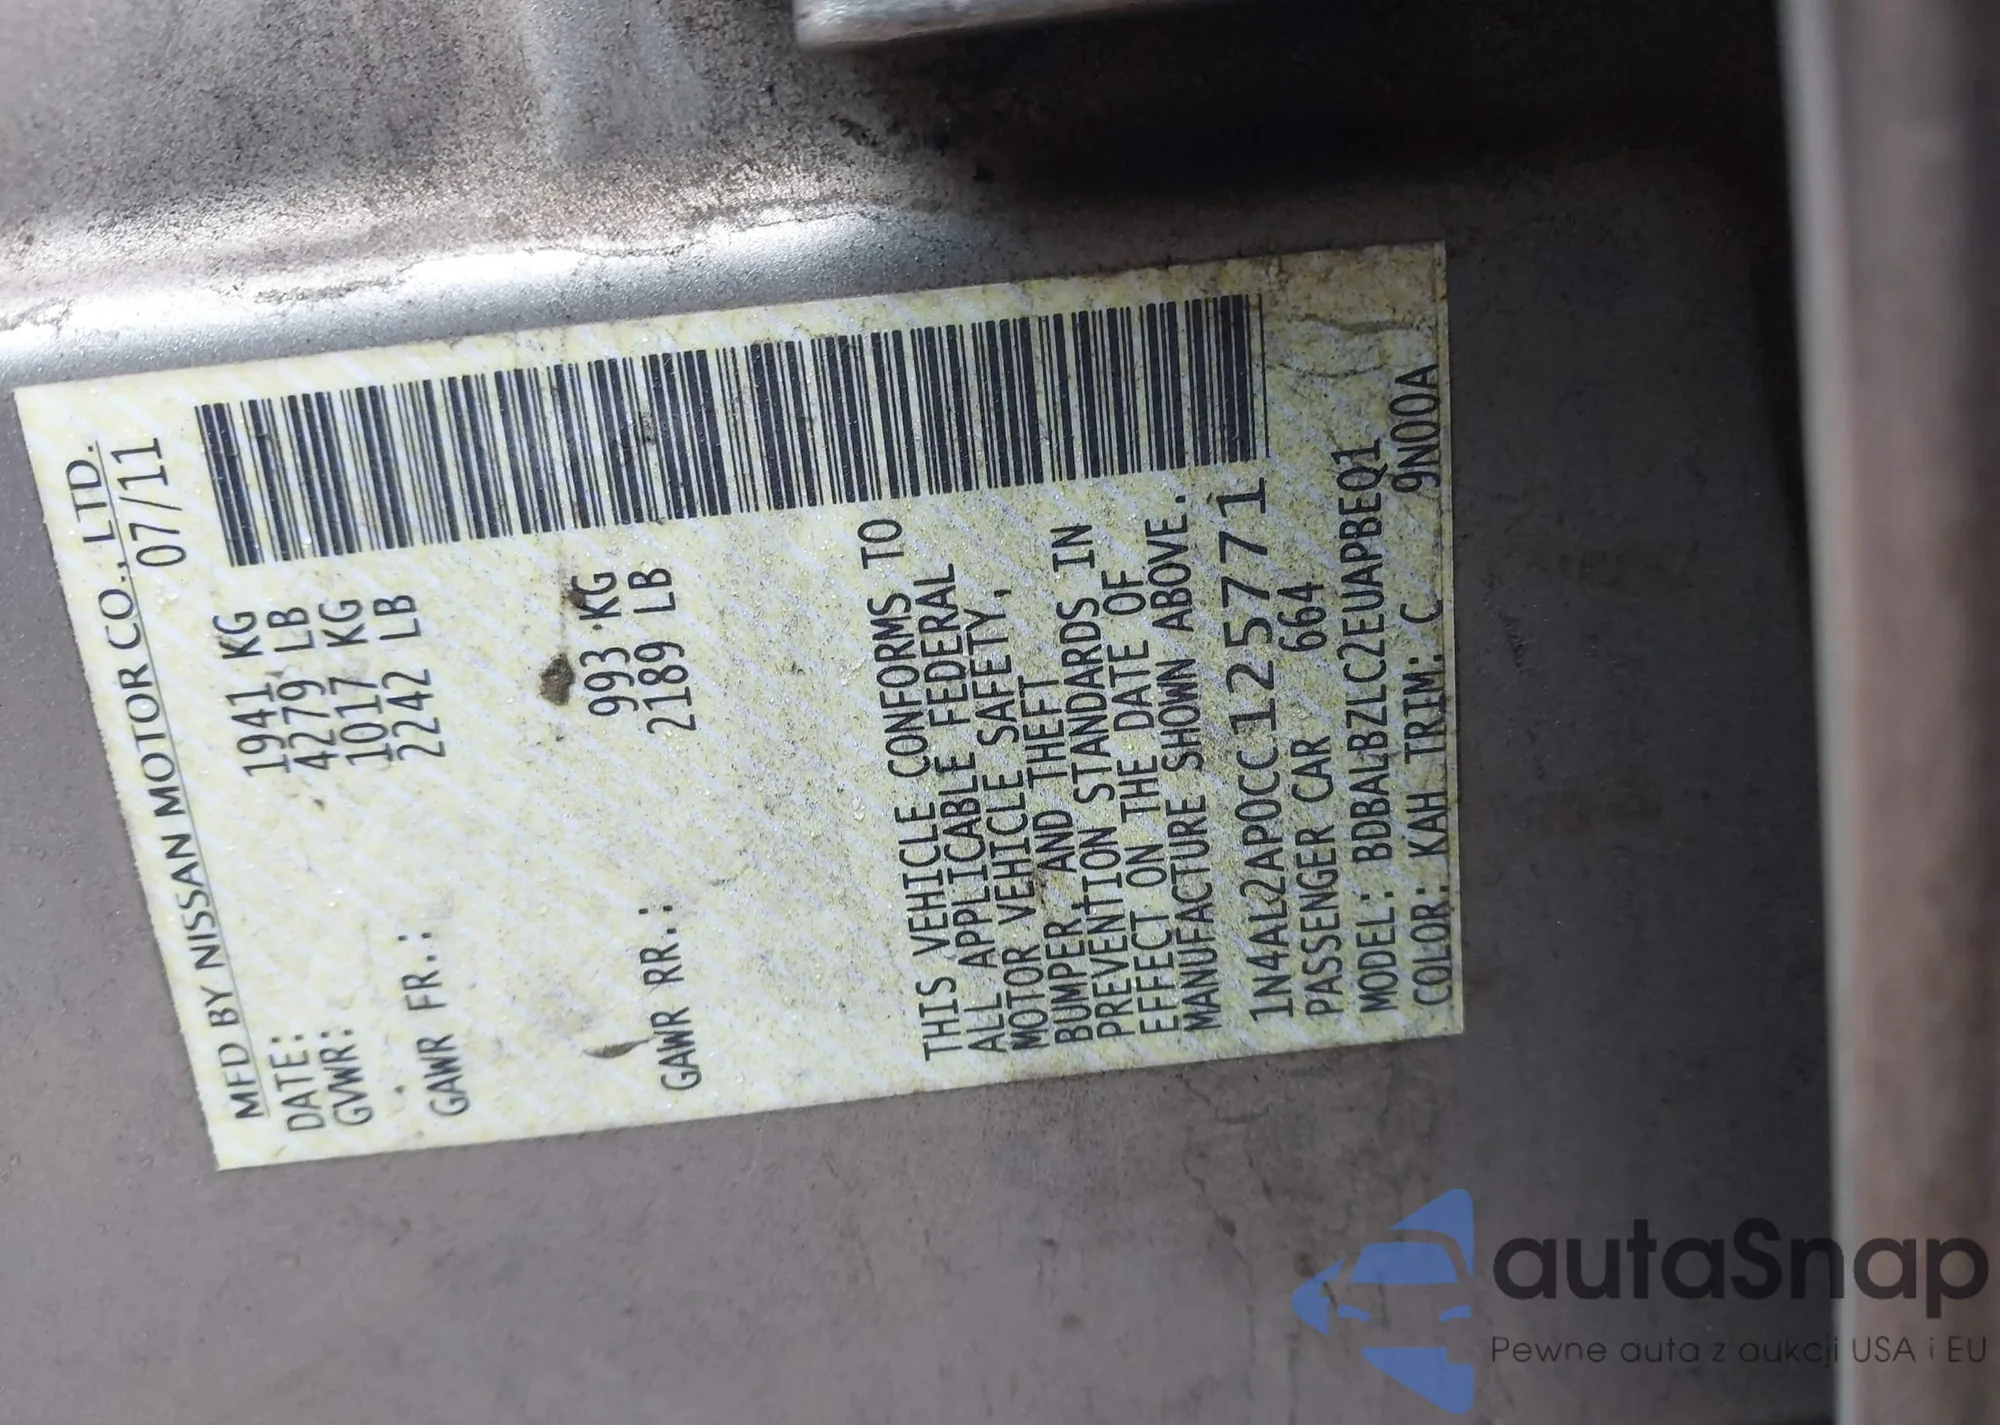 MFD BY NISSAN MOTOR CO., LTD.
DATE: 07/11
GVWR: 1941 KG
4279 LB
GAWR FR.: 1017 KG
2242 LB
GAWR RR.: 993 KG
2189 LB
THIS VEHICLE CONFORMS TO
ALL APPLICABLE FEDERAL
MOTOR VEHICLE SAFETY,
BUMPER AND THEFT
PREVENTION STANDARDS IN
EFFECT ON THE DATE OF
MANUFACTURE SHOWN ABOVE.
1N4AL2AP0CC125771
PASSENGER CAR 664
MODEL: BDBALBZLC2EUAPBEQ1
COLOR: KAH TRIM: C 9N00A
autaSnap
Pewne auta z aukcji USA i EU